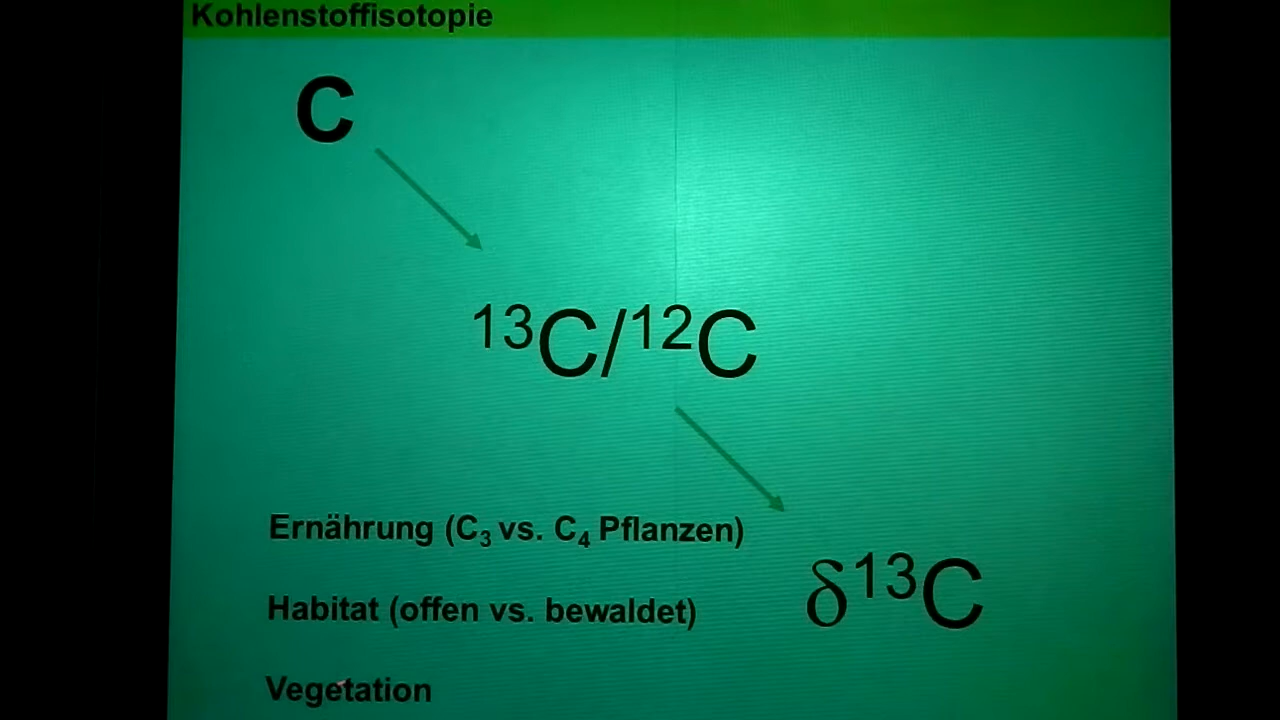 Kohlenstoffisotopie
C
¹³C/¹²C
Ernährung (C₃ vs. C₄ Pflanzen)
δ¹³C
Habitat (offen vs. bewaldet)
Vegetation